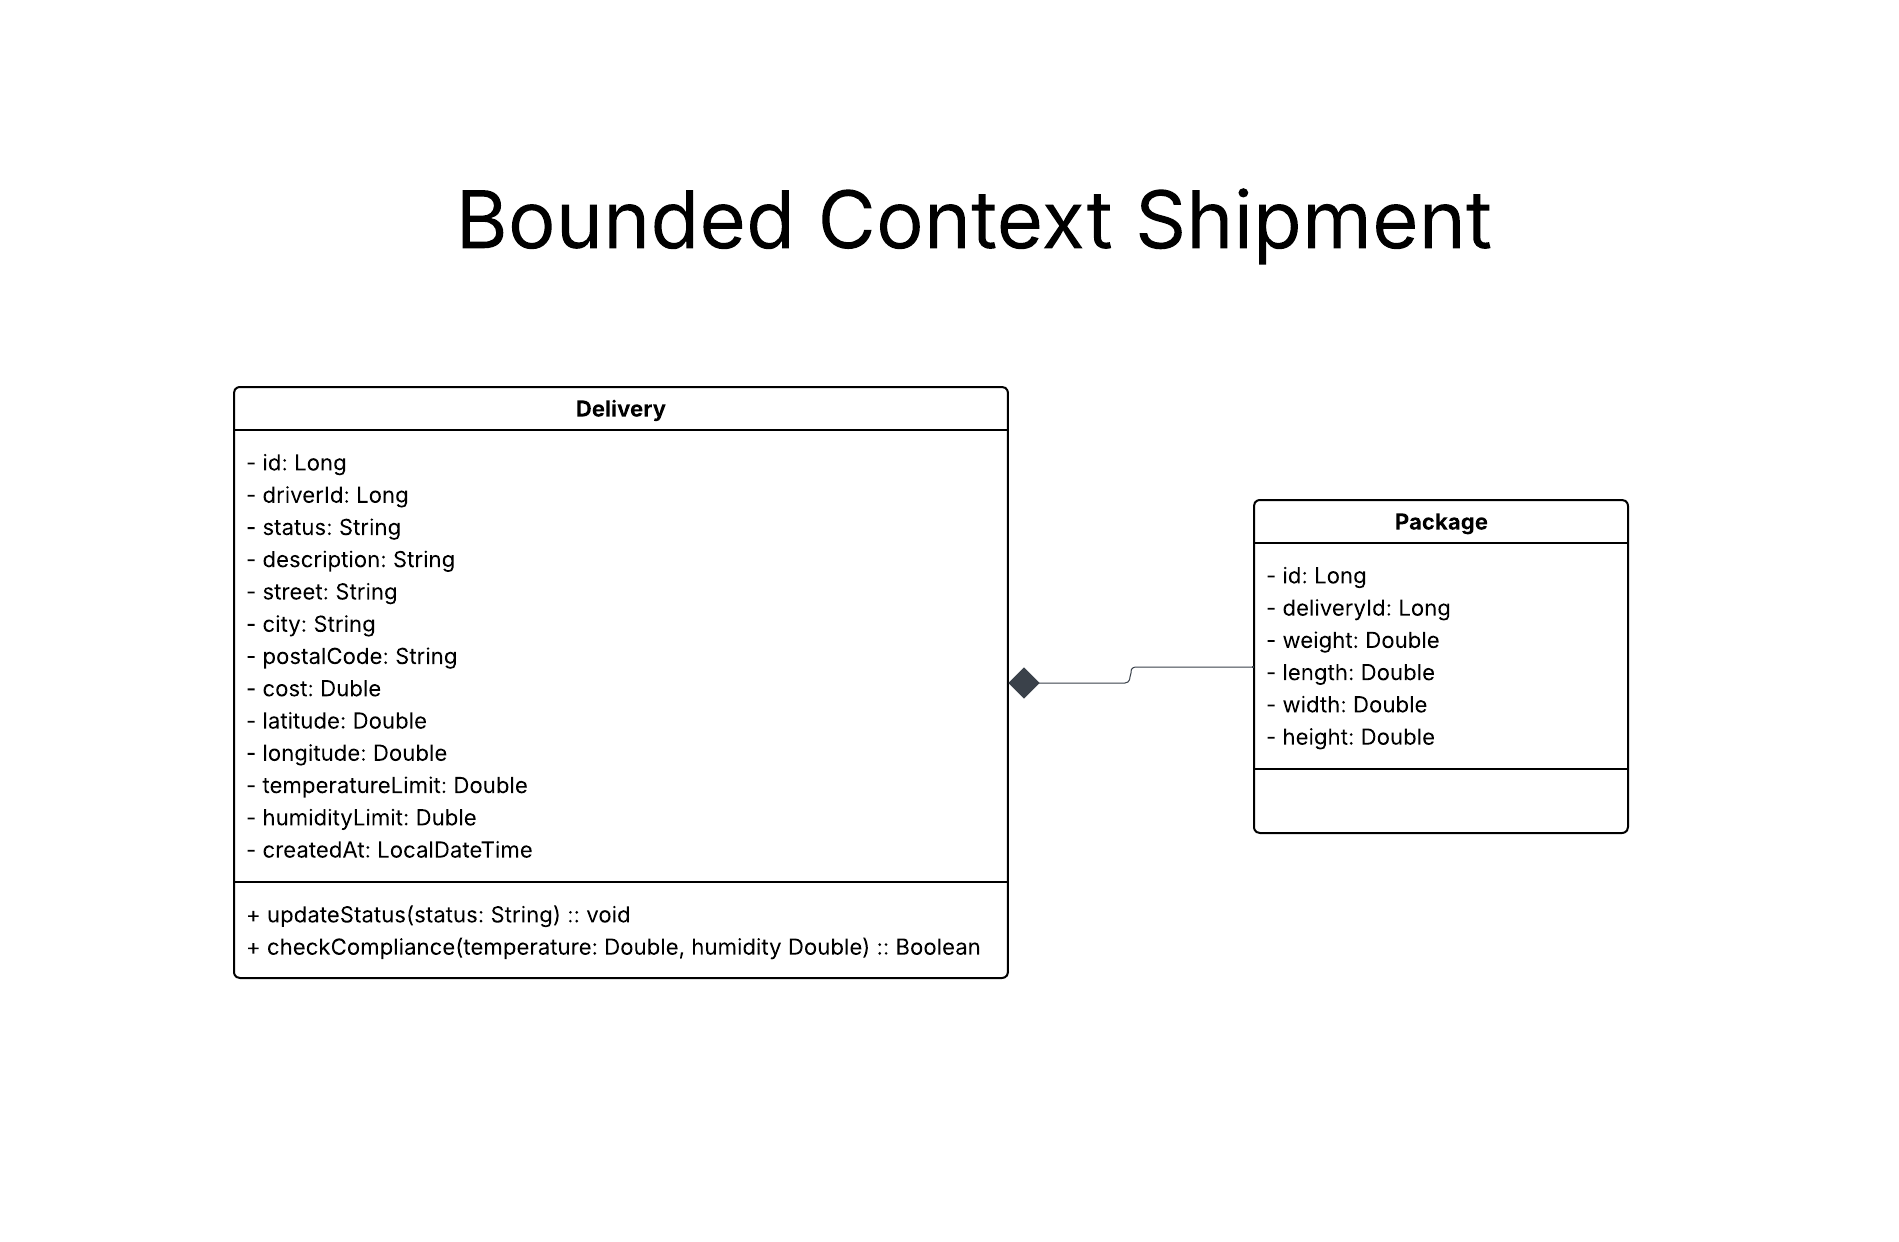 Bounded Context Shipment
Delivery
- id: Long
- driverId: Long
- status: String
- description: String
- street: String
- city: String
- postalCode: String
- cost: Duble
- latitude: Double
- longitude: Double
- temperatureLimit: Double
- humidityLimit: Duble
- createdAt: LocalDateTime
+ updateStatus(status: String) :: void
+ checkCompliance(temperature: Double, humidity Double) :: Boolean
Package
- id: Long
- deliveryId: Long
- weight: Double
- length: Double
- width: Double
- height: Double